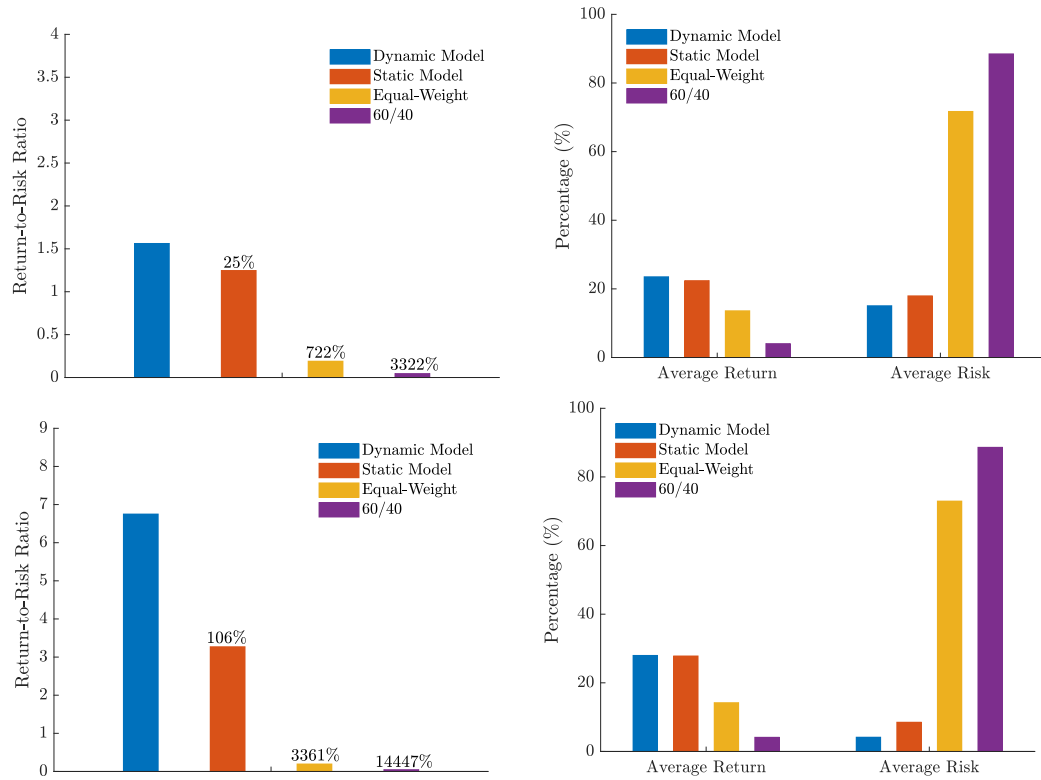 Return-to-Risk Ratio
4
3.5
3
2.5
2
1.5
1
0.5
0
Dynamic Model
Static Model
Equal-Weight
60/40
25%
722%
3322%
Percentage (%)
100
80
60
40
20
0
Dynamic Model
Static Model
Equal-Weight
60/40
Average Return
Average Risk
Return-to-Risk Ratio
9
8
7
6
5
4
3
2
1
0
Dynamic Model
Static Model
Equal-Weight
60/40
106%
3361%
14447%
Percentage (%)
100
80
60
40
20
0
Dynamic Model
Static Model
Equal-Weight
60/40
Average Return
Average Risk